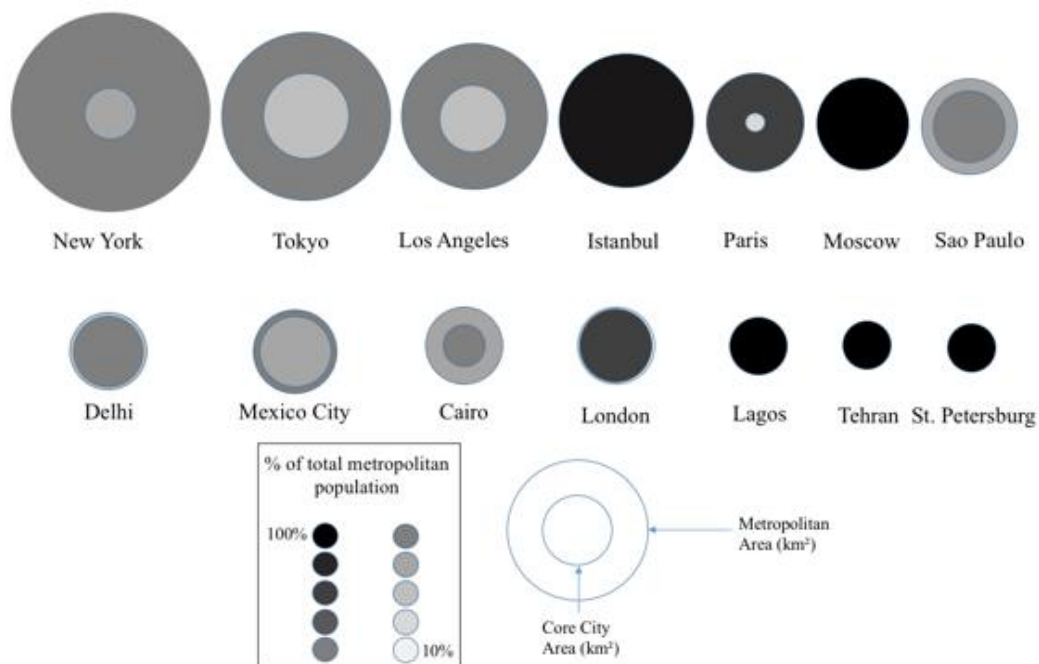 New York Tokyo Los Angeles Istanbul Paris Moscow Sao Paulo
Delhi Mexico City Cairo London Lagos Tehran St. Petersburg
% of total metropolitan
population
100%
10%
Metropolitan
Area (km²)
Core City
Area (km²)